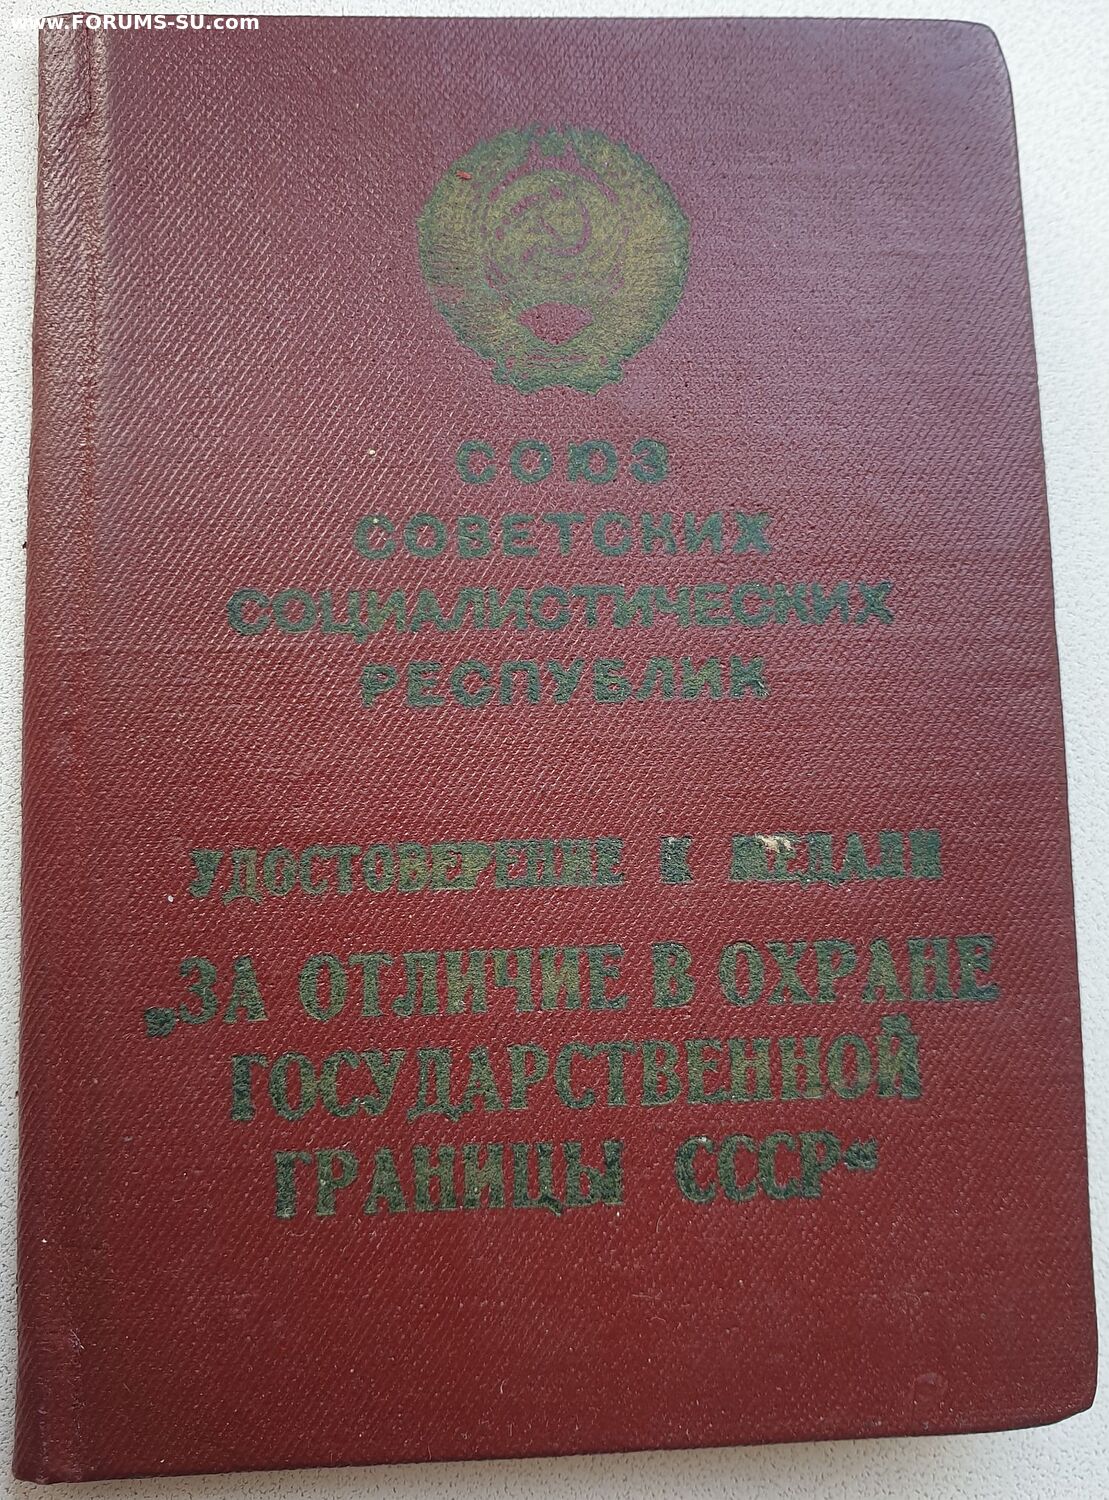 www.FORUMS-SU.com
СОЮЗ
СОВЕТСКИХ
СОЦИАЛИСТИЧЕСКИХ
РЕСПУБЛИК
УДОСТОВЕРЕНИЕ К МЕДАЛИ
„ЗА ОТЛИЧИЕ В ОХРАНЕ
ГОСУДАРСТВЕННОЙ
ГРАНИЦЫ СССР“